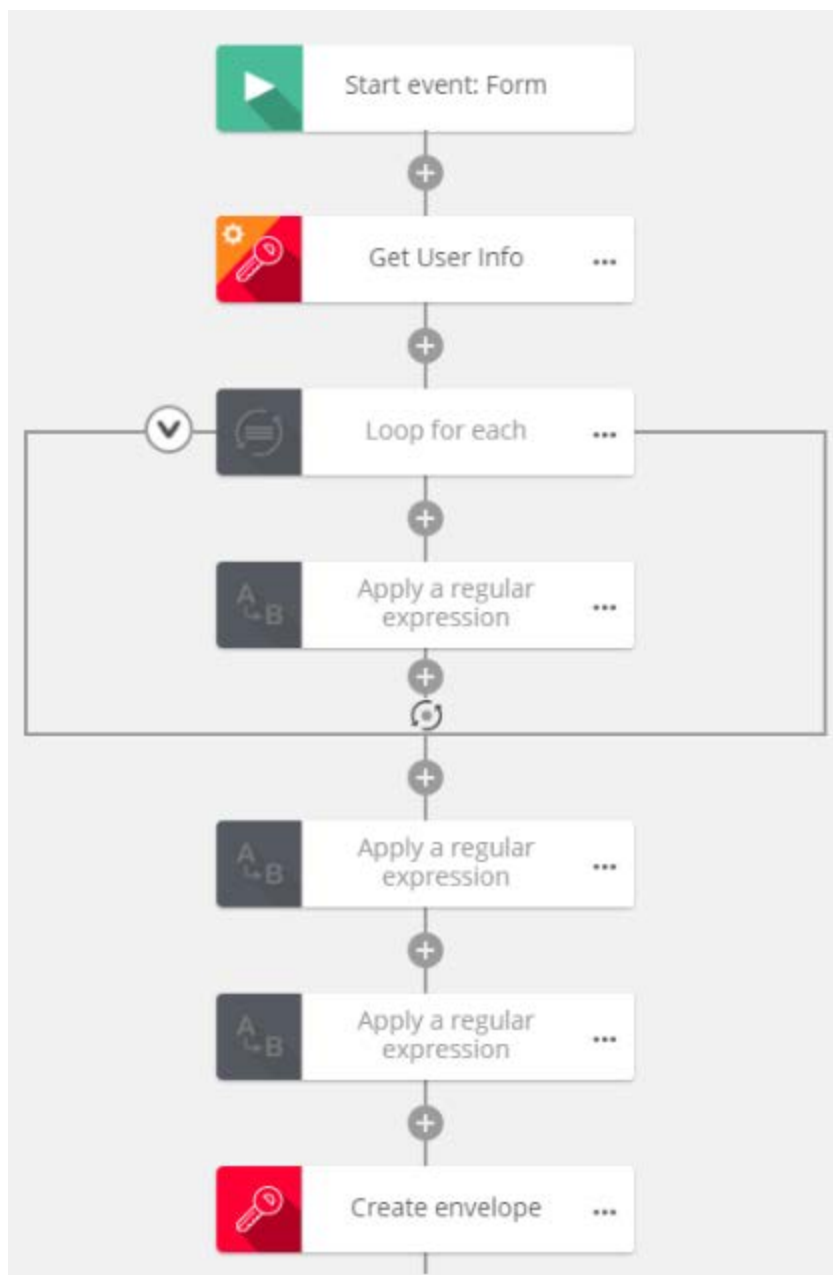 Start event: Form
Get User Info
Loop for each
A
B
Apply a regular
expression
A
B
Apply a regular
expression
A
B
Apply a regular
expression
Create envelope